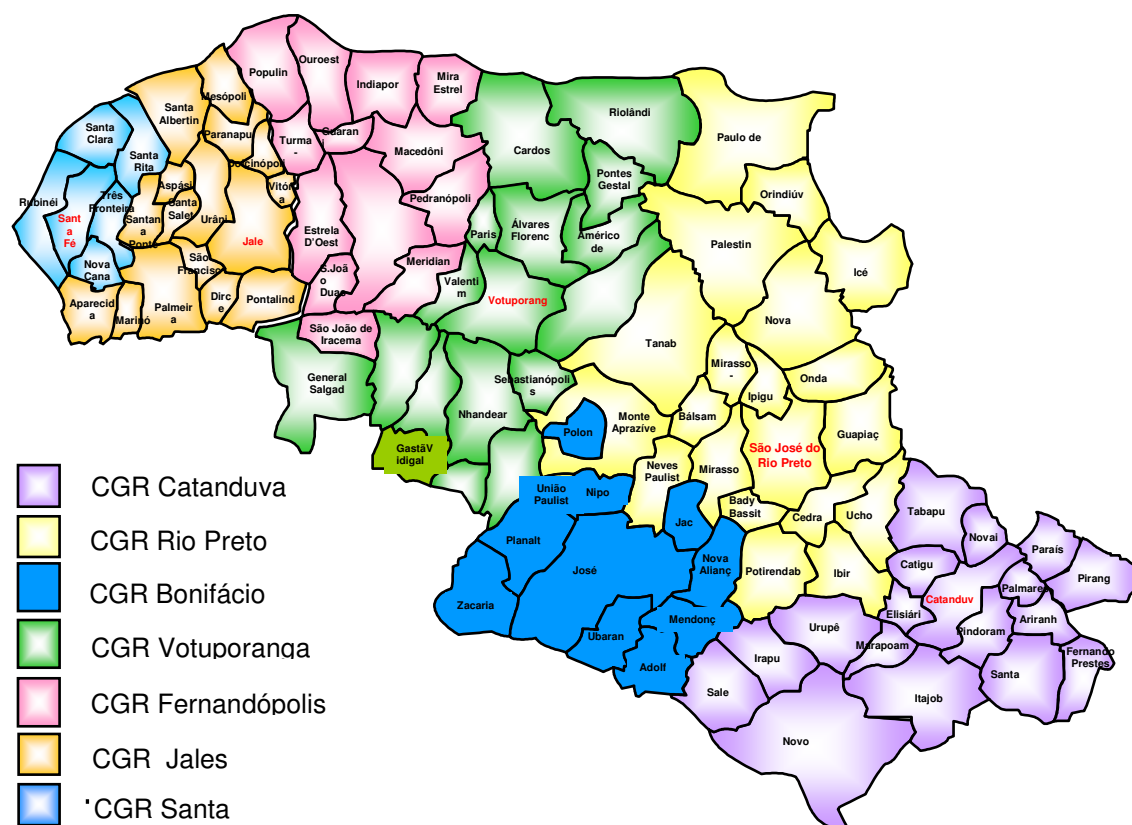 Ouroest
Populin
Indiapor
Mira
Estrel
Mesópoli
Santa
Albertin
Riolândi
Santa
Clara
Paranapu
Turma-
Guarani
Cardos
Paulo de
Santa
Rita
Dolcinópoli
Macedôni
Pontes
Gestal
Rubinéi
Três
Fronteira
Aspási
Vitóri
a
Pedranópoli
Orindiúv
Sant
a
Fé
Santan
a Ponte
Santa
Salet
Urâni
Jale
Estrela
D'Oest
Paris
Álvares
Florenc
Américo
de
Palestin
Nova
Cana
São
Francisc
Meridian
Icé
S.Joã
o
Duas
Valenti
m
Votuporang
Aparecid
a
Marinó
Palmeir
a
Dirc
e
Pontalind
Nova
São João de
Iracema
Tanab
Mirasso
-
Onda
General
Salgad
Sebastianópoli
s
Ipigu
Nhandear
Monte
Aprazíve
Bálsam
Polon
Guapiaç
GastãV
idigal
São José do
Rio Preto
Neves
Paulist
Mirasso
CGR Catanduva
União
Paulist
Nipo
Bady
Bassit
Cedra
Ucho
Tabapu
Jac
Novai
CGR Rio Preto
Planalt
Paraís
José
Nova
Alianç
Potirendab
Ibir
Catigu
Pirang
CGR Bonifácio
Zacaria
Palmares
Catanduv
Elisiári
Mendonç
Ariranh
CGR Votuporanga
Ubaran
Urupê
Marapoam
Pindoram
Irapu
Fernando
Prestes
Adolf
Santa
CGR Fernandópolis
Sale
Itajob
Novo
CGR Jales
CGR Santa